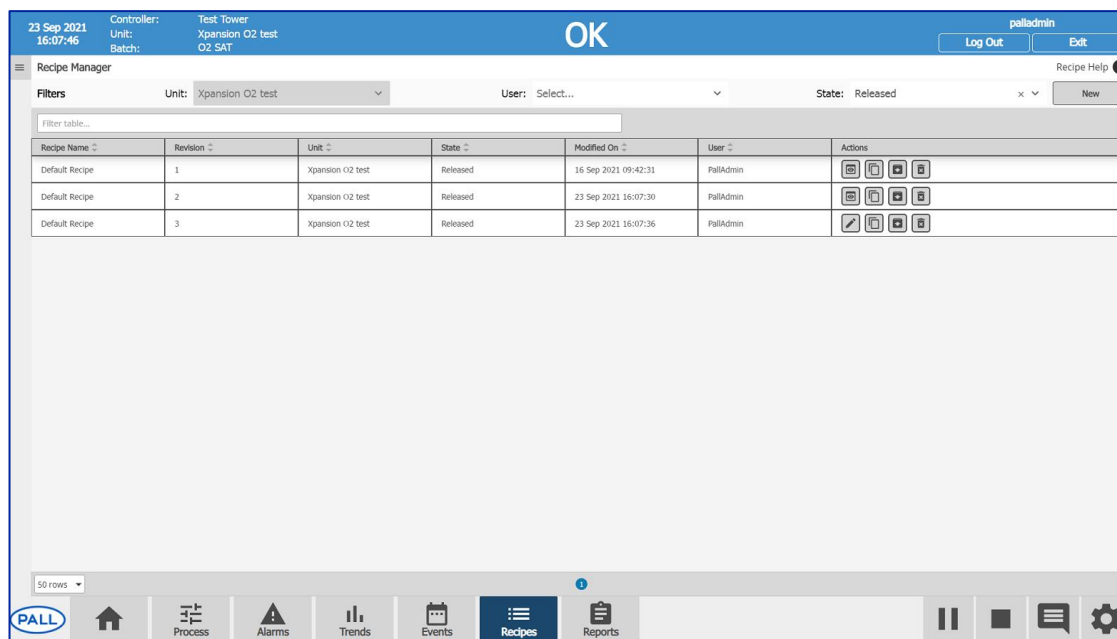 23 Sep 2021
16:07:46
Controller: Test Tower
Unit: Xpansion O2 test
Batch: O2 SAT
OK
palladmin
Log Out Exit
Recipe Manager Recipe Help
Filters Unit: Xpansion O2 test User: Select... State: Released × New
Filter table...
Recipe Name Revision Unit State Modified On User Actions
Default Recipe 1 Xpansion O2 test Released 16 Sep 2021 09:42:31 PallAdmin
Default Recipe 2 Xpansion O2 test Released 23 Sep 2021 16:07:30 PallAdmin
Default Recipe 3 Xpansion O2 test Released 23 Sep 2021 16:07:36 PallAdmin
50 rows 1
PALL Process Alarms Trends Events Recipes Reports